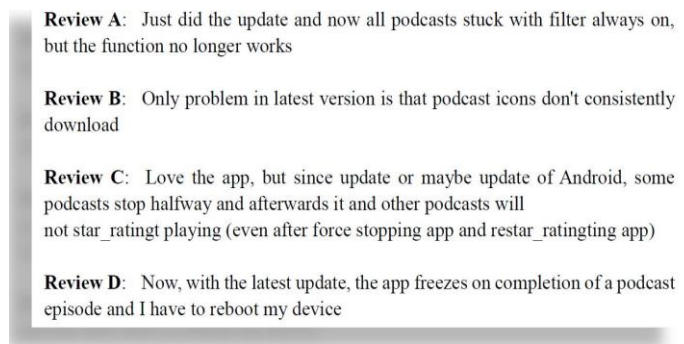 Review A: Just did the update and now all podcasts stuck with filter always on,
but the function no longer works
Review B: Only problem in latest version is that podcast icons don't consistently
download
Review C: Love the app, but since update or maybe update of Android, some
podcasts stop halfway and afterwards it and other podcasts will
not star_ratingt playing (even after force stopping app and restar_ratingting app)
Review D: Now, with the latest update, the app freezes on completion of a podcast
episode and I have to reboot my device